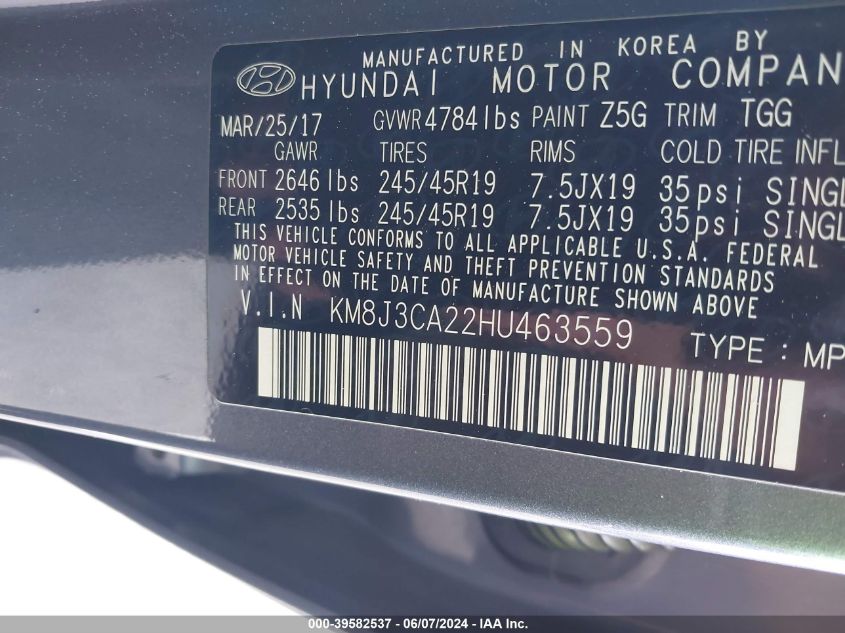 MANUFACTURED IN KOREA BY
HYUNDAI MOTOR COMPAN
MAR/25/17 GVWR 4784 lbs PAINT Z5G TRIM TGG
GAWR TIRES RIMS COLD TIRE INFL
FRONT 2646 lbs 245/45R19 7.5JX19 35psi SINGL
REAR 2535 lbs 245/45R19 7.5JX19 35psi SINGL
THIS VEHICLE CONFORMS TO ALL APPLICABLE U.S.A. FEDERAL
MOTOR VEHICLE SAFETY AND THEFT PREVENTION STANDARDS
IN EFFECT ON THE DATE OF MANUFACTURE SHOWN ABOVE
V.I.N KM8J3CA22HU463559
TYPE : MP
000-39582537 - 06/07/2024 - IAA Inc.